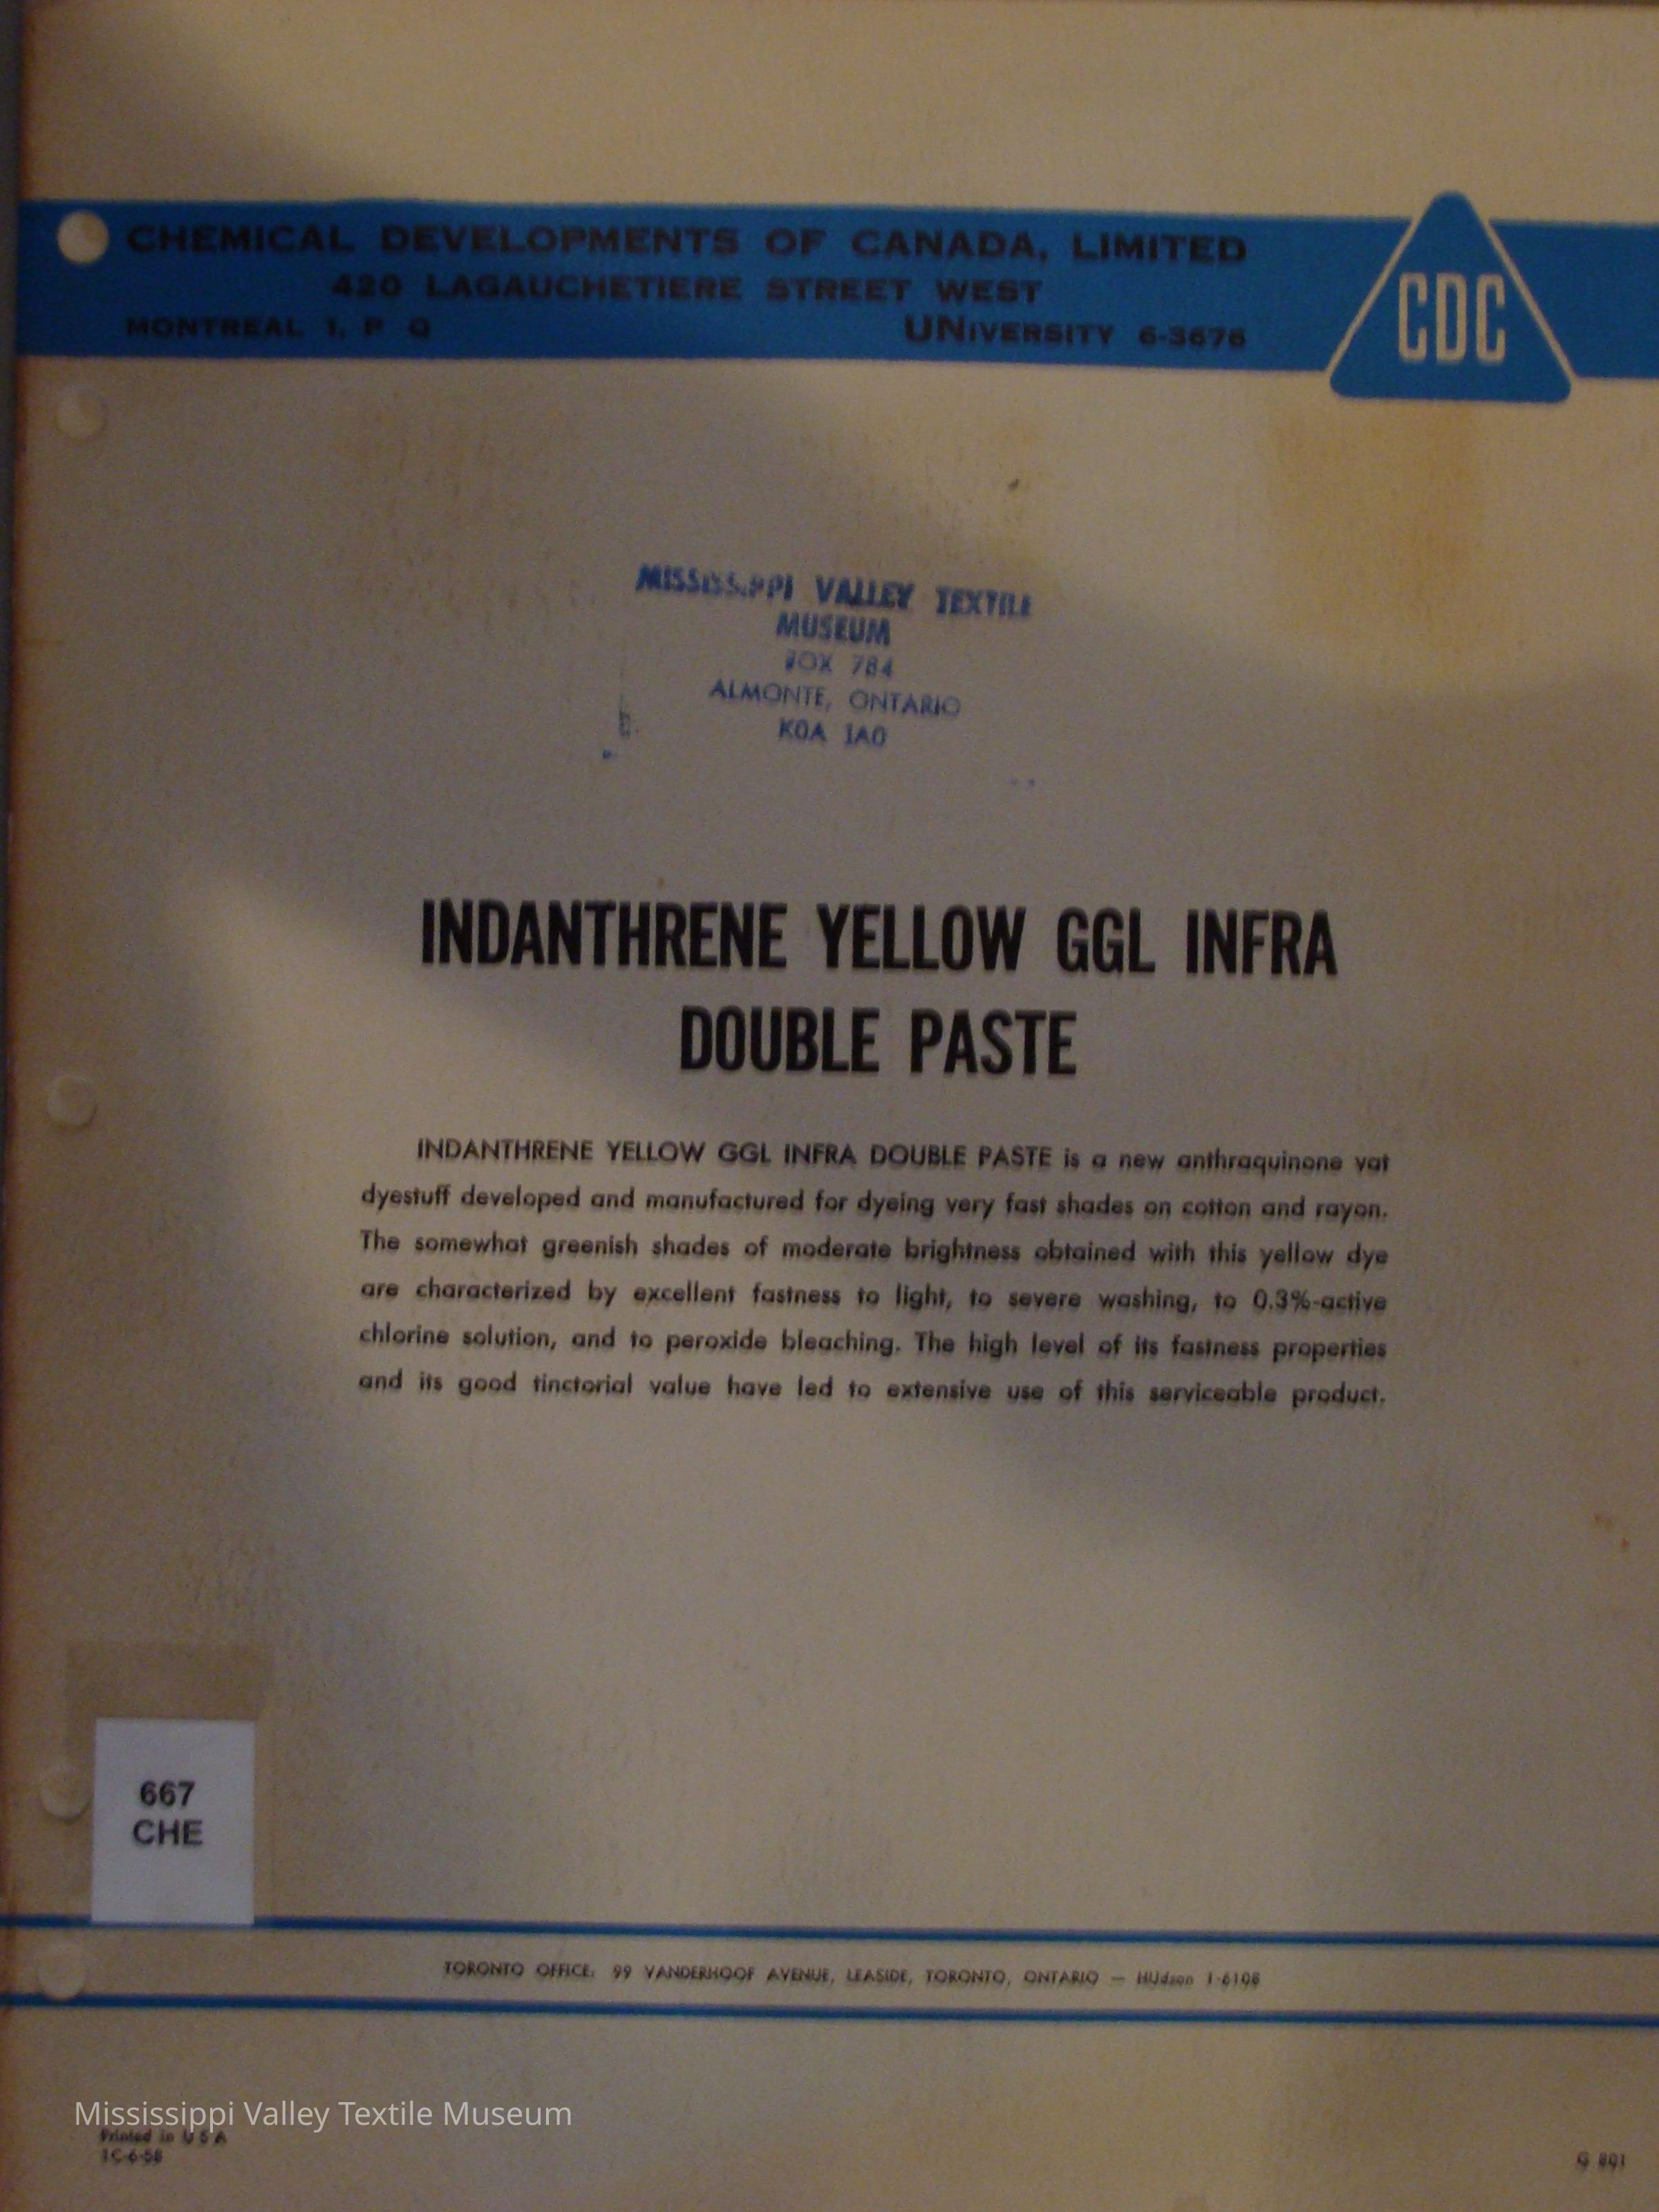 CHEMICAL DEVELOPMENTS OF CANADA, LIMITED
420 LAGAUCHETIERE STREET WEST
MONTREAL 1, P Q UNIVERSITY 6-3676
CDC
MISSISSIPPI VALLEY TEXTILE
MUSEUM
BOX 784
ALMONTE, ONTARIO
K0A 1A0
INDANTHRENE YELLOW GGL INFRA
DOUBLE PASTE
INDANTHRENE YELLOW GGL INFRA DOUBLE PASTE is a new anthraquinone vat
dyestuff developed and manufactured for dyeing very fast shades on cotton and rayon.
The somewhat greenish shades of moderate brightness obtained with this yellow dye
are characterized by excellent fastness to light, to severe washing, to 0.3%-active
chlorine solution, and to peroxide bleaching. The high level of its fastness properties
and its good tinctorial value have led to extensive use of this serviceable product.
667
CHE
TORONTO OFFICE: 99 VANDERHOOF AVENUE, LEASIDE, TORONTO, ONTARIO — HUdson 1-6108
Mississippi Valley Textile Museum
Printed in U S A
1C-6-58
G 801